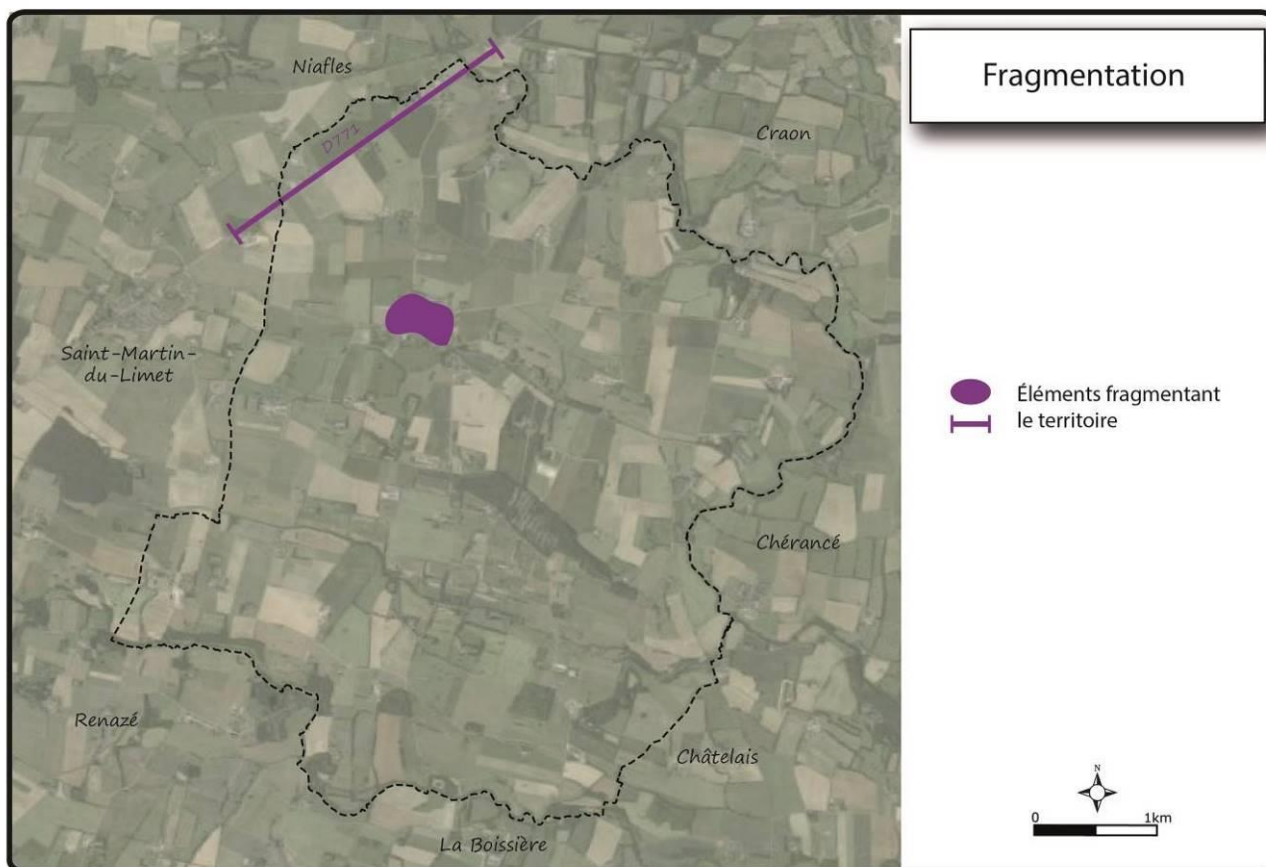 Fragmentation
Niafles
Craon
D771
Saint-Martin-
du-Limet
Éléments fragmentant
le territoire
Chérancé
Renazé
Châtelais
La Boissière
N
0 1km